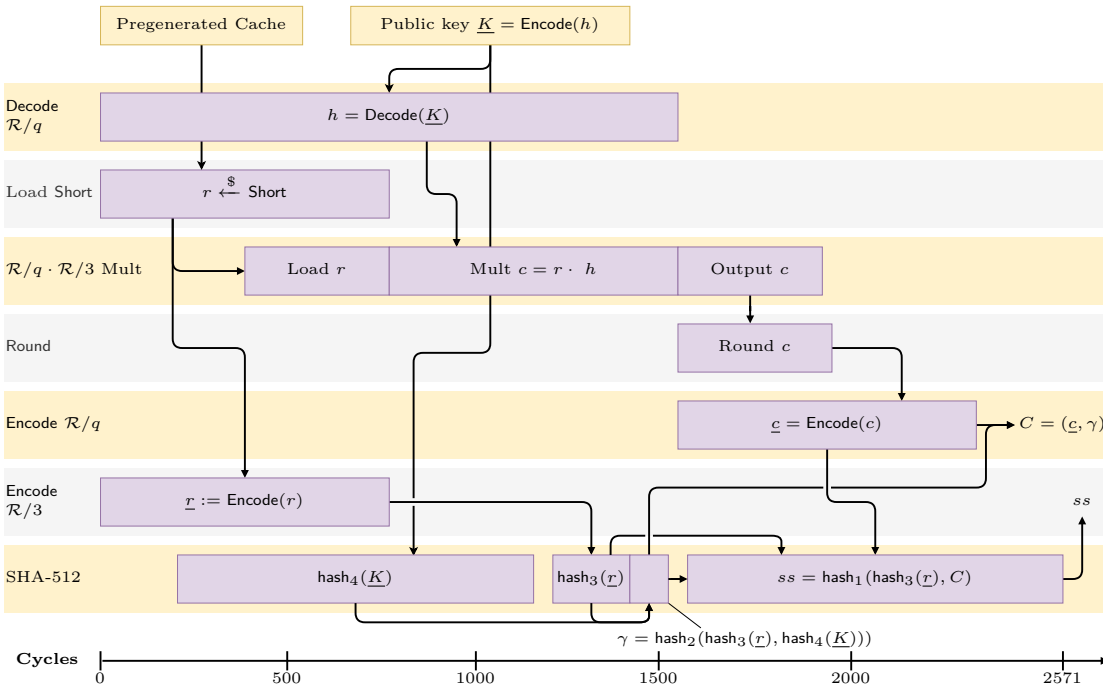 Pregenerated Cache
Public key K = Encode(h)
Decode
R/q
h = Decode(K)
Load Short
r ←$ Short
R/q · R/3 Mult
Load r
Mult c = r · h
Output c
Round
Round c
Encode R/q
c = Encode(c)
C = (c, γ)
Encode
R/3
r := Encode(r)
ss
SHA-512
hash₄(K)
hash₃(r)
ss = hash₁(hash₃(r), C)
γ = hash₂(hash₃(r), hash₄(K)))
Cycles
0
500
1000
1500
2000
2571